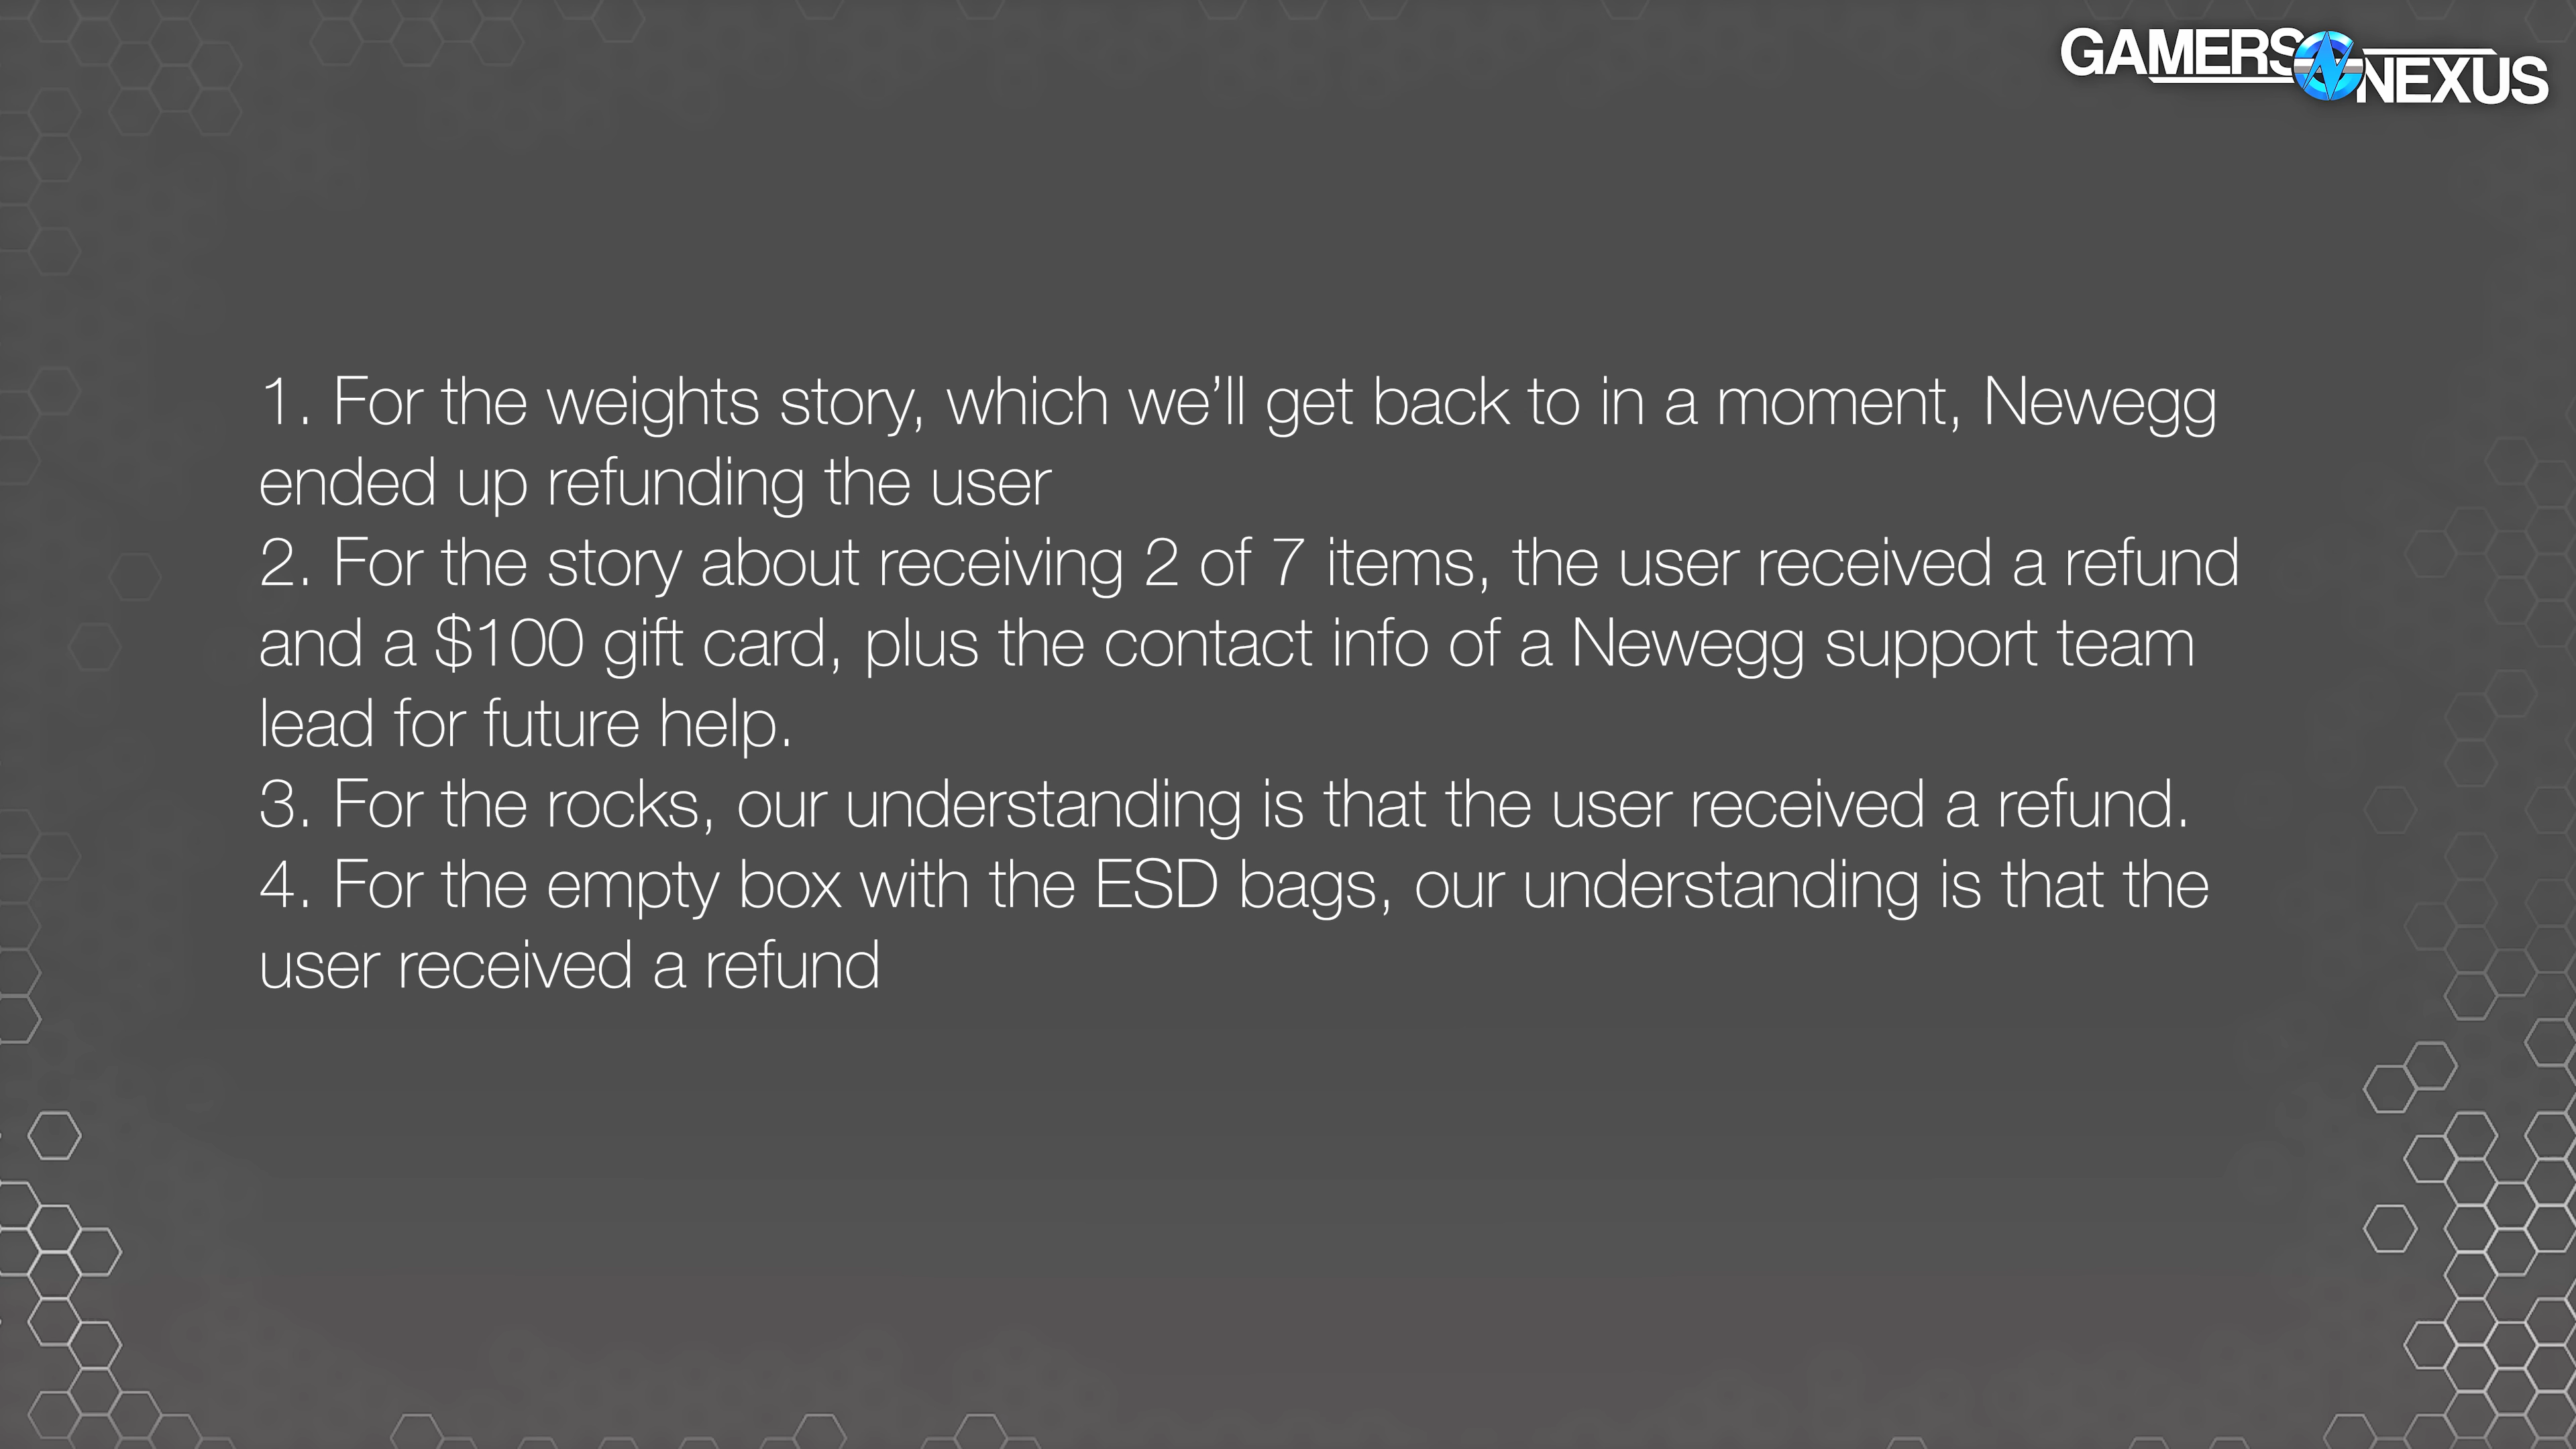 GAMERS NEXUS
1. For the weights story, which we’ll get back to in a moment, Newegg
ended up refunding the user
2. For the story about receiving 2 of 7 items, the user received a refund
and a $100 gift card, plus the contact info of a Newegg support team
lead for future help.
3. For the rocks, our understanding is that the user received a refund.
4. For the empty box with the ESD bags, our understanding is that the
user received a refund